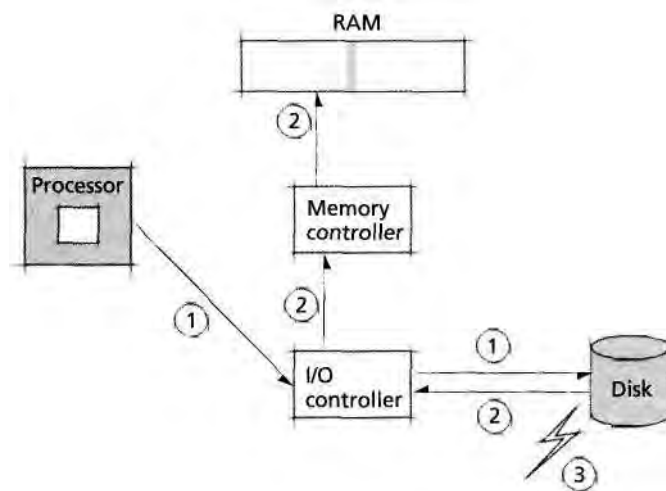 RAM
②
Processor
Memory
controller
①
②
I/O
controller
①
②
Disk
③